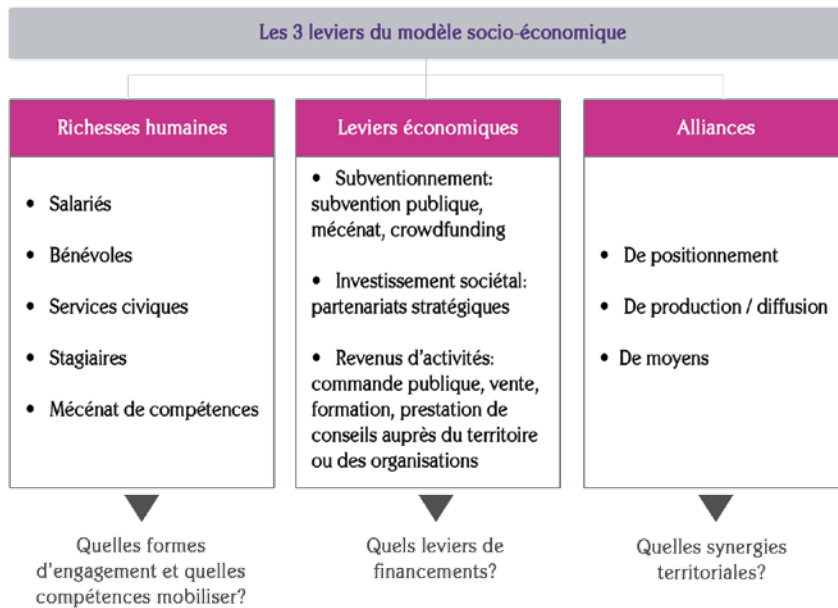 Les 3 leviers du modèle socio-économique
Richesses humaines
• Salariés
• Bénévoles
• Services civiques
• Stagiaires
• Mécénat de compétences
Quelles formes
d'engagement et quelles
compétences mobiliser?
Leviers économiques
• Subventionnement:
subvention publique,
mécénat, crowdfunding
• Investissement sociétal:
partenariats stratégiques
• Revenus d'activités:
commande publique, vente,
formation, prestation de
conseils auprès du territoire
ou des organisations
Quels leviers de
financements?
Alliances
• De positionnement
• De production / diffusion
• De moyens
Quelles synergies
territoriales?